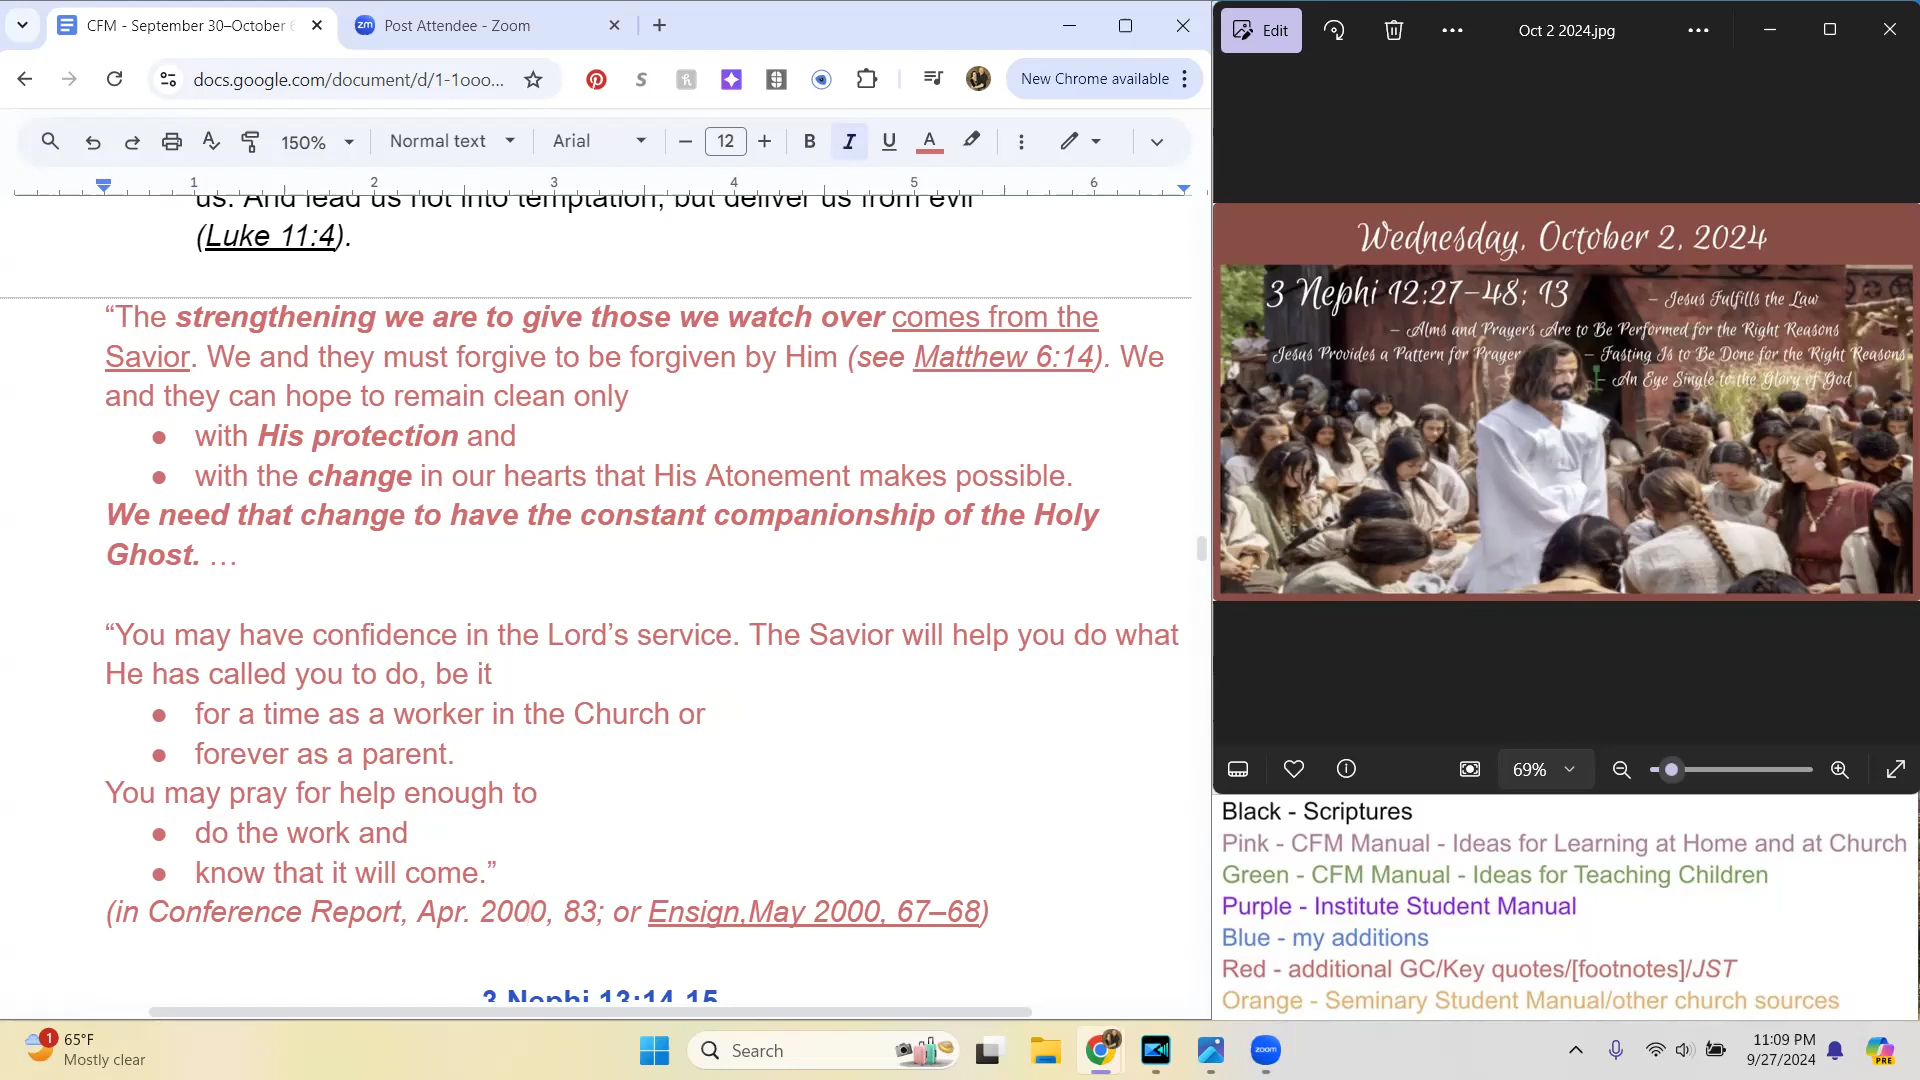 CFM - September 30–October 6
Post Attendee - Zoom
docs.google.com/document/d/1-1ooo...
New Chrome available
150%
Normal text
Arial
12
B I U A
1 2 3 4 5 6
us. And lead us not into temptation; but deliver us from evil
(Luke 11:4).
“The strengthening we are to give those we watch over comes from the
Savior. We and they must forgive to be forgiven by Him (see Matthew 6:14). We
and they can hope to remain clean only
● with His protection and
● with the change in our hearts that His Atonement makes possible.
We need that change to have the constant companionship of the Holy
Ghost. …
“You may have confidence in the Lord’s service. The Savior will help you do what
He has called you to do, be it
● for a time as a worker in the Church or
● forever as a parent.
You may pray for help enough to
● do the work and
● know that it will come.”
(in Conference Report, Apr. 2000, 83; or Ensign,May 2000, 67–68)
3 Nephi 13:14-15
Edit
Oct 2 2024.jpg
Wednesday, October 2, 2024
3 Nephi 12:27–48; 13
– Jesus Fulfills the Law
– Alms and Prayers Are to Be Performed for the Right Reasons
Jesus Provides a Pattern for Prayer
– Fasting Is to Be Done for the Right Reasons
– An Eye Single to the Glory of God
69%
Black - Scriptures
Pink - CFM Manual - Ideas for Learning at Home and at Church
Green - CFM Manual - Ideas for Teaching Children
Purple - Institute Student Manual
Blue - my additions
Red - additional GC/Key quotes/[footnotes]/JST
Orange - Seminary Student Manual/other church sources
1
65°F
Mostly clear
Search
zoom
11:09 PM
9/27/2024
PRE